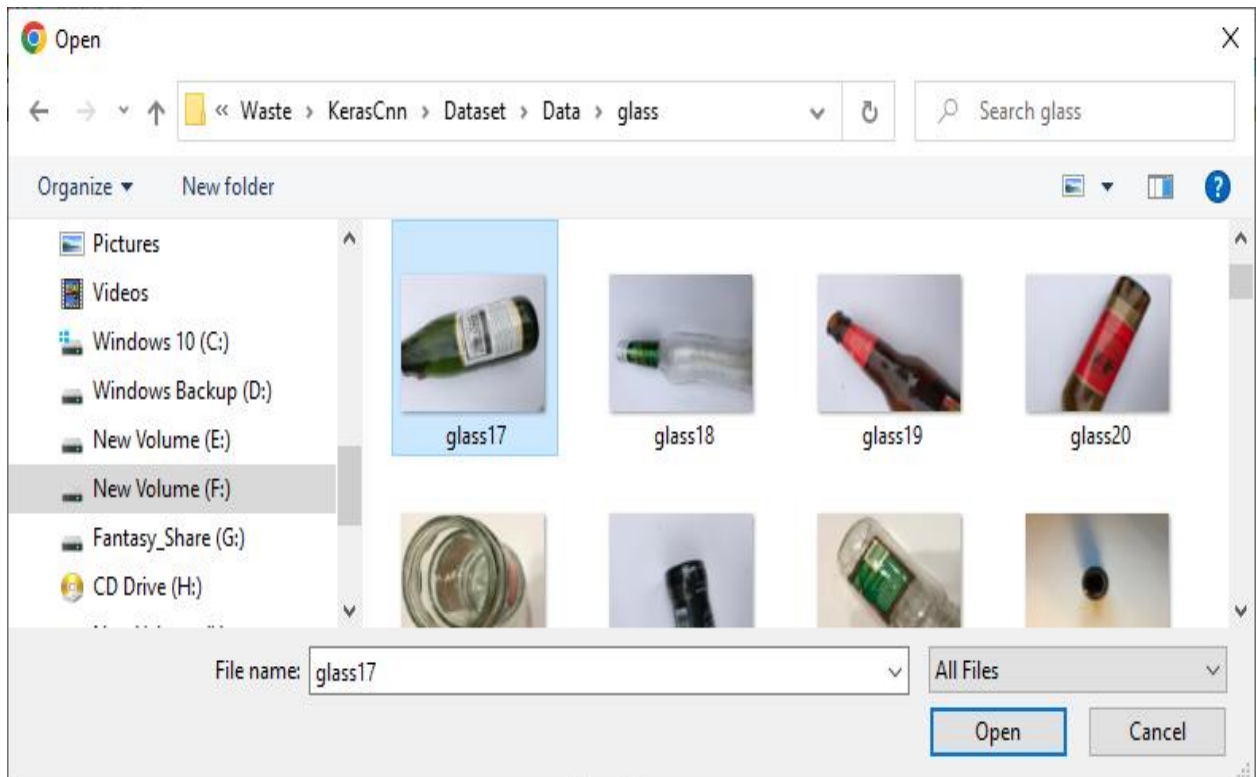 Open
« Waste > KerasCnn > Dataset > Data > glass
Search glass
Organize
New folder
Pictures
Videos
Windows 10 (C:)
Windows Backup (D:)
New Volume (E:)
New Volume (F:)
Fantasy_Share (G:)
CD Drive (H:)
glass17
glass18
glass19
glass20
File name:
glass17
All Files
Open
Cancel